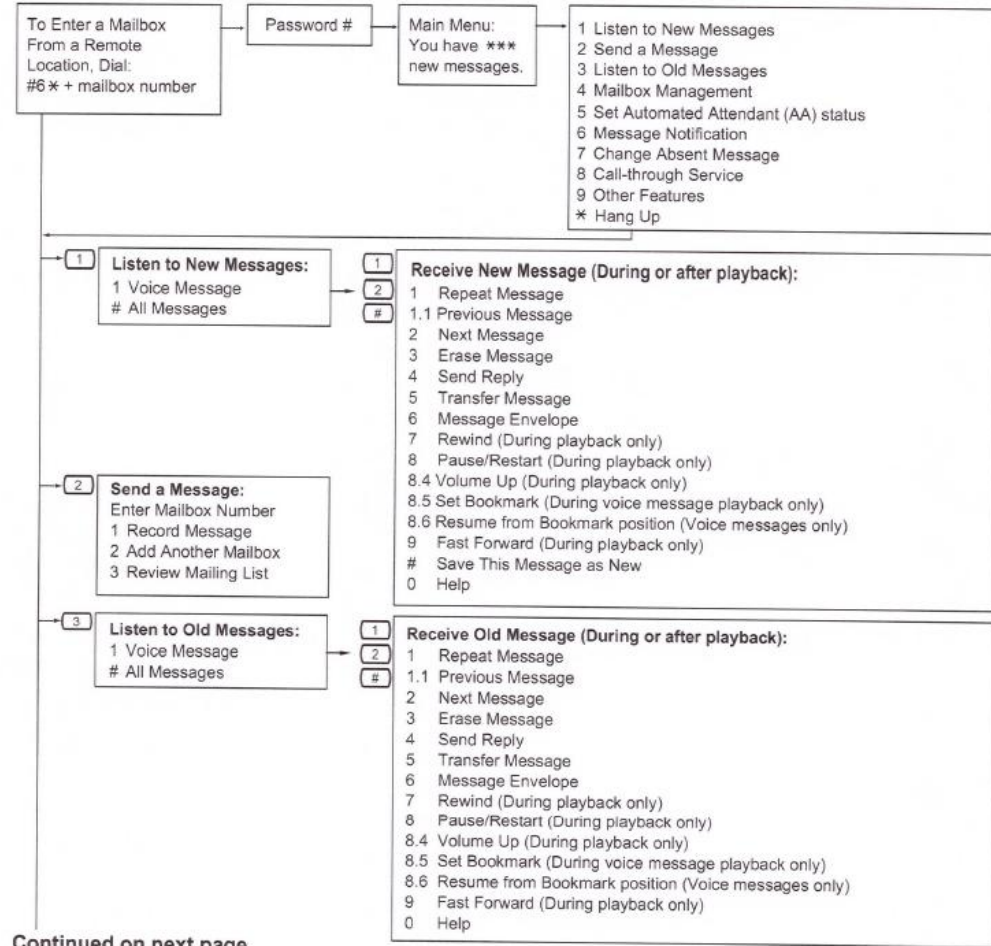 To Enter a Mailbox
From a Remote
Location, Dial:
#6* + mailbox number
Password #
Main Menu:
You have ***
new messages.
1 Listen to New Messages
2 Send a Message
3 Listen to Old Messages
4 Mailbox Management
5 Set Automated Attendant (AA) status
6 Message Notification
7 Change Absent Message
8 Call-through Service
9 Other Features
* Hang Up
1
Listen to New Messages:
1 Voice Message
# All Messages
1
2
#
Receive New Message (During or after playback):
1 Repeat Message
1.1 Previous Message
2 Next Message
3 Erase Message
4 Send Reply
5 Transfer Message
6 Message Envelope
7 Rewind (During playback only)
8 Pause/Restart (During playback only)
8.4 Volume Up (During playback only)
8.5 Set Bookmark (During voice message playback only)
8.6 Resume from Bookmark position (Voice messages only)
9 Fast Forward (During playback only)
# Save This Message as New
0 Help
2
Send a Message:
Enter Mailbox Number
1 Record Message
2 Add Another Mailbox
3 Review Mailing List
3
Listen to Old Messages:
1 Voice Message
# All Messages
1
2
#
Receive Old Message (During or after playback):
1 Repeat Message
1.1 Previous Message
2 Next Message
3 Erase Message
4 Send Reply
5 Transfer Message
6 Message Envelope
7 Rewind (During playback only)
8 Pause/Restart (During playback only)
8.4 Volume Up (During playback only)
8.5 Set Bookmark (During voice message playback only)
8.6 Resume from Bookmark position (Voice messages only)
9 Fast Forward (During playback only)
0 Help
Continued on next page